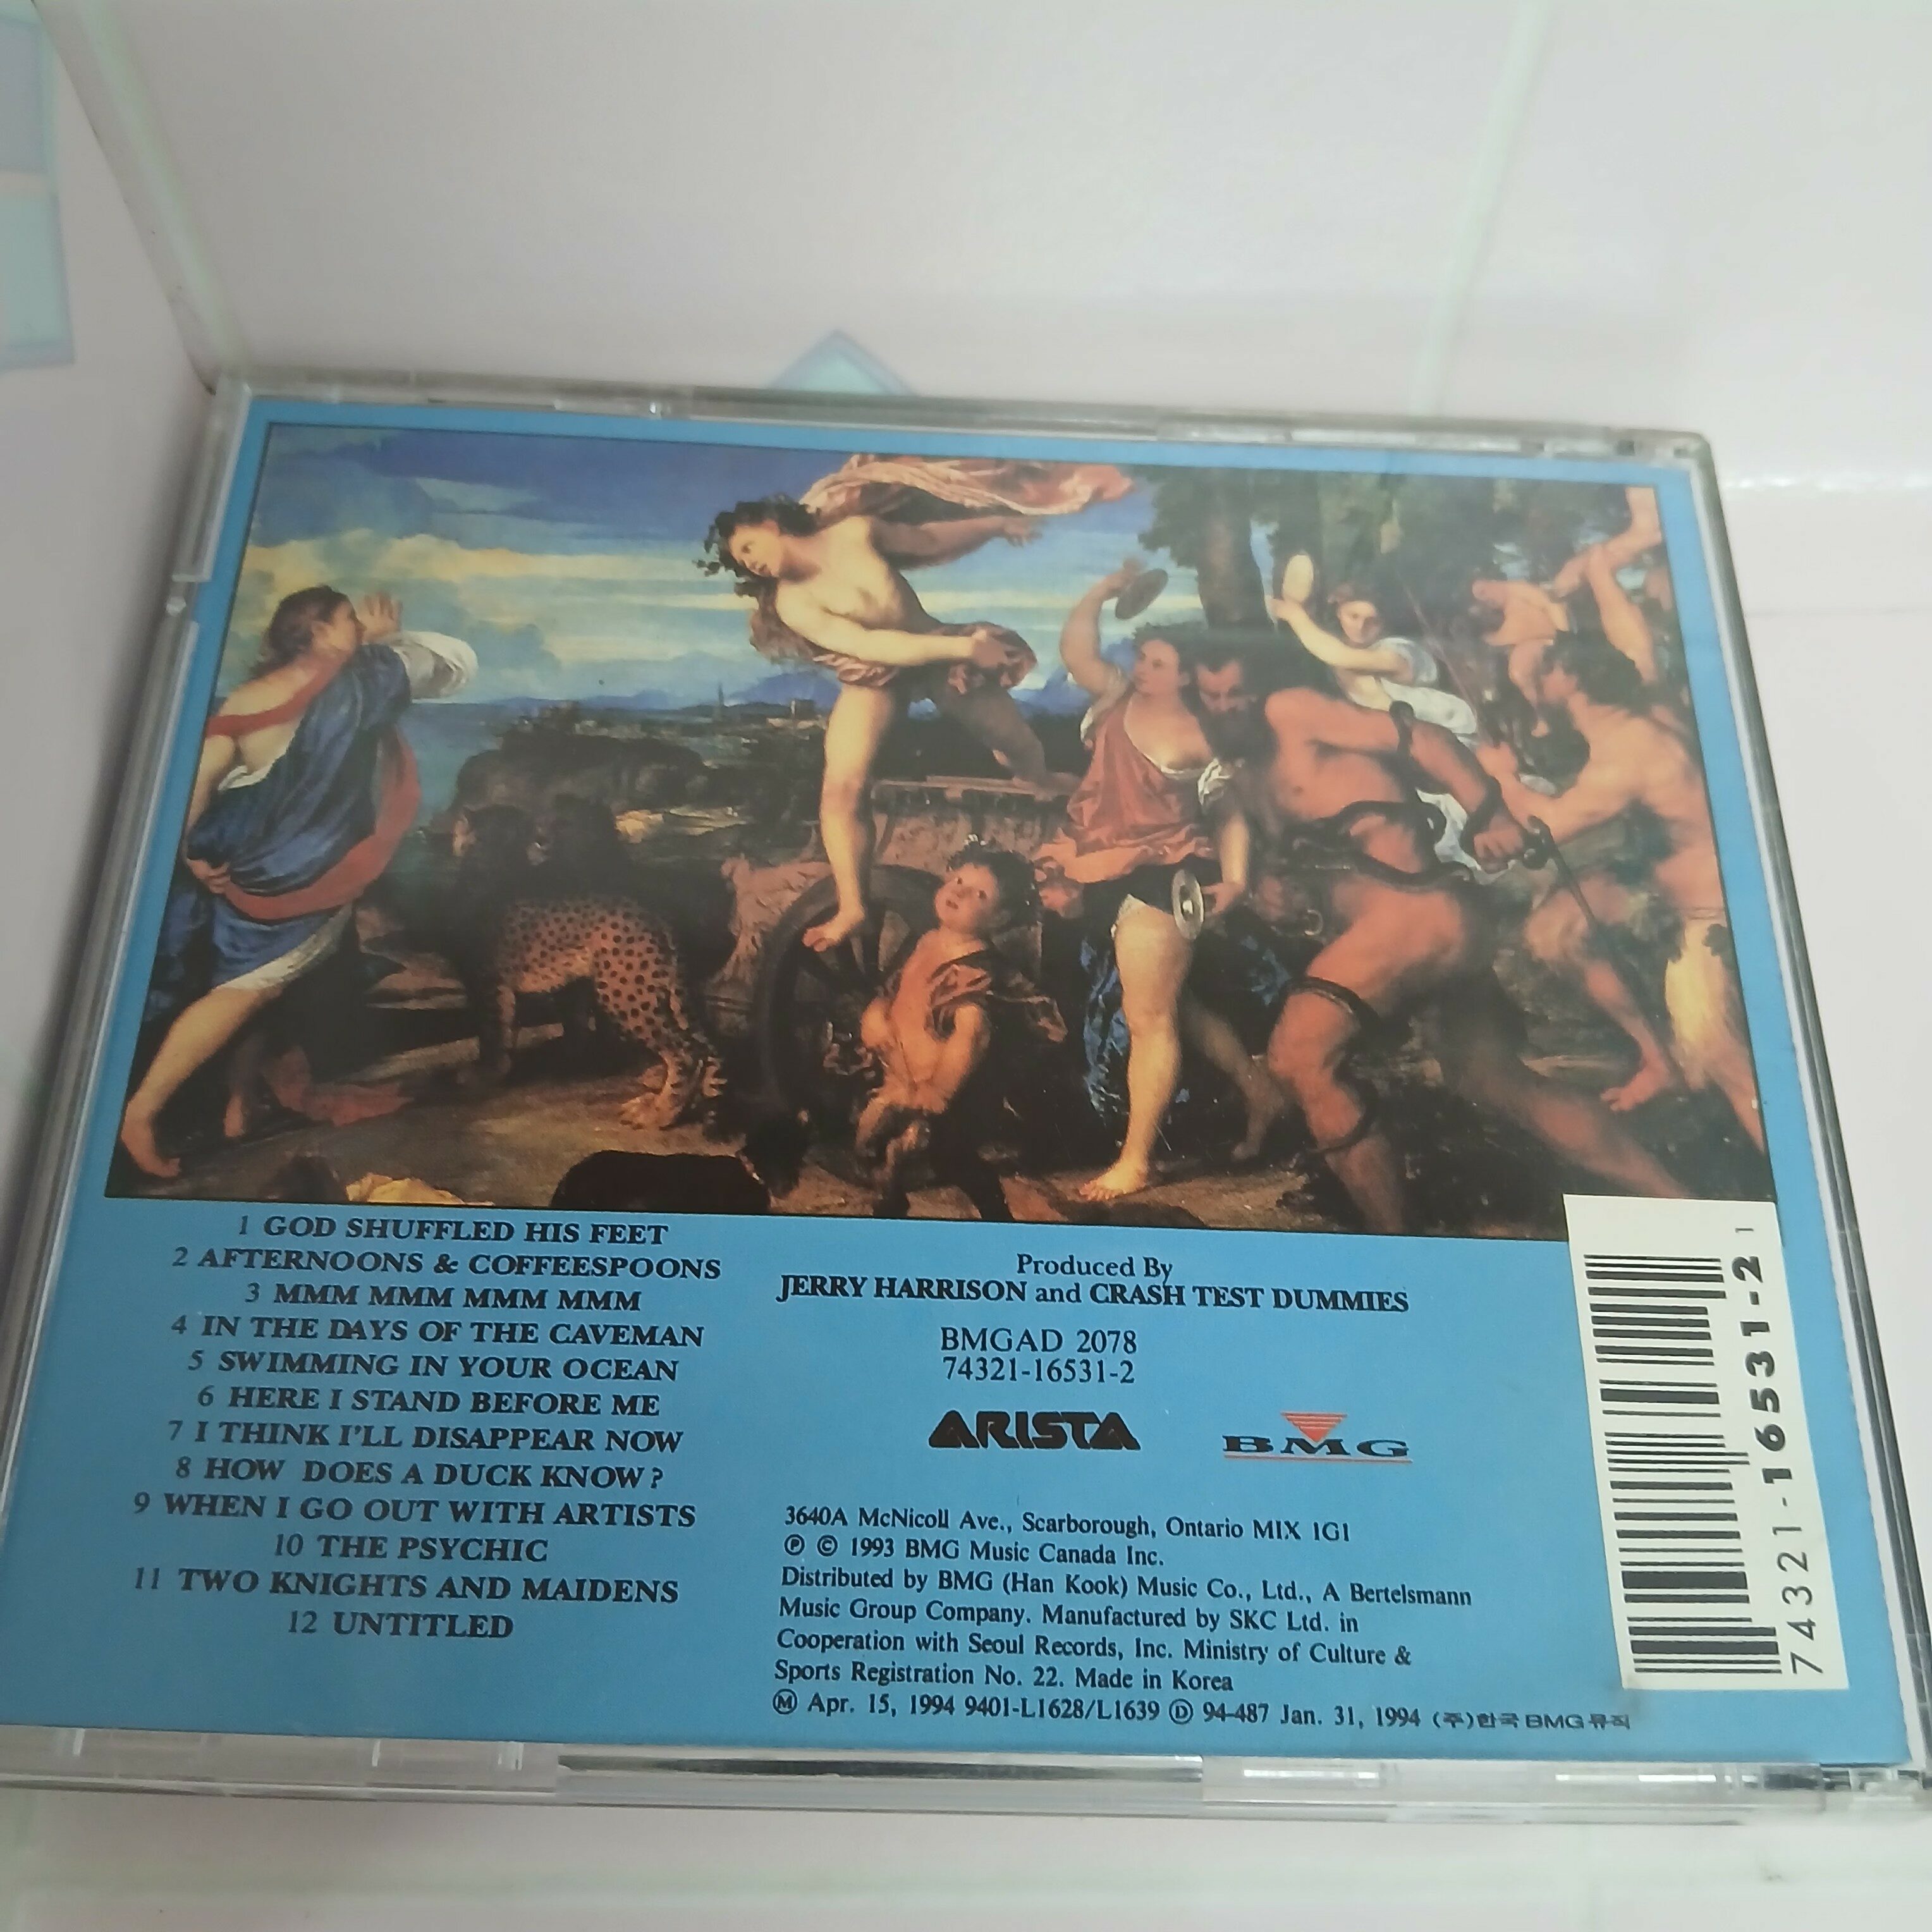 1 GOD SHUFFLED HIS FEET
2 AFTERNOONS & COFFEESPOONS
3 MMM MMM MMM MMM
4 IN THE DAYS OF THE CAVEMAN
5 SWIMMING IN YOUR OCEAN
6 HERE I STAND BEFORE ME
7 I THINK I'LL DISAPPEAR NOW
8 HOW DOES A DUCK KNOW?
9 WHEN I GO OUT WITH ARTISTS
10 THE PSYCHIC
11 TWO KNIGHTS AND MAIDENS
12 UNTITLED
Produced By
JERRY HARRISON and CRASH TEST DUMMIES
BMGAD 2078
74321-16531-2
ARISTA
BMG
3640A McNicoll Ave., Scarborough, Ontario MIX 1G1
Ⓟ © 1993 BMG Music Canada Inc.
Distributed by BMG (Han Kook) Music Co., Ltd., A Bertelsmann
Music Group Company. Manufactured by SKC Ltd. in
Cooperation with Seoul Records, Inc. Ministry of Culture &
Sports Registration No. 22. Made in Korea
Ⓜ Apr. 15, 1994 9401-L1628/L1639 Ⓓ 94-487 Jan. 31, 1994 (주)한국BMG뮤직
74321-16531-2 1